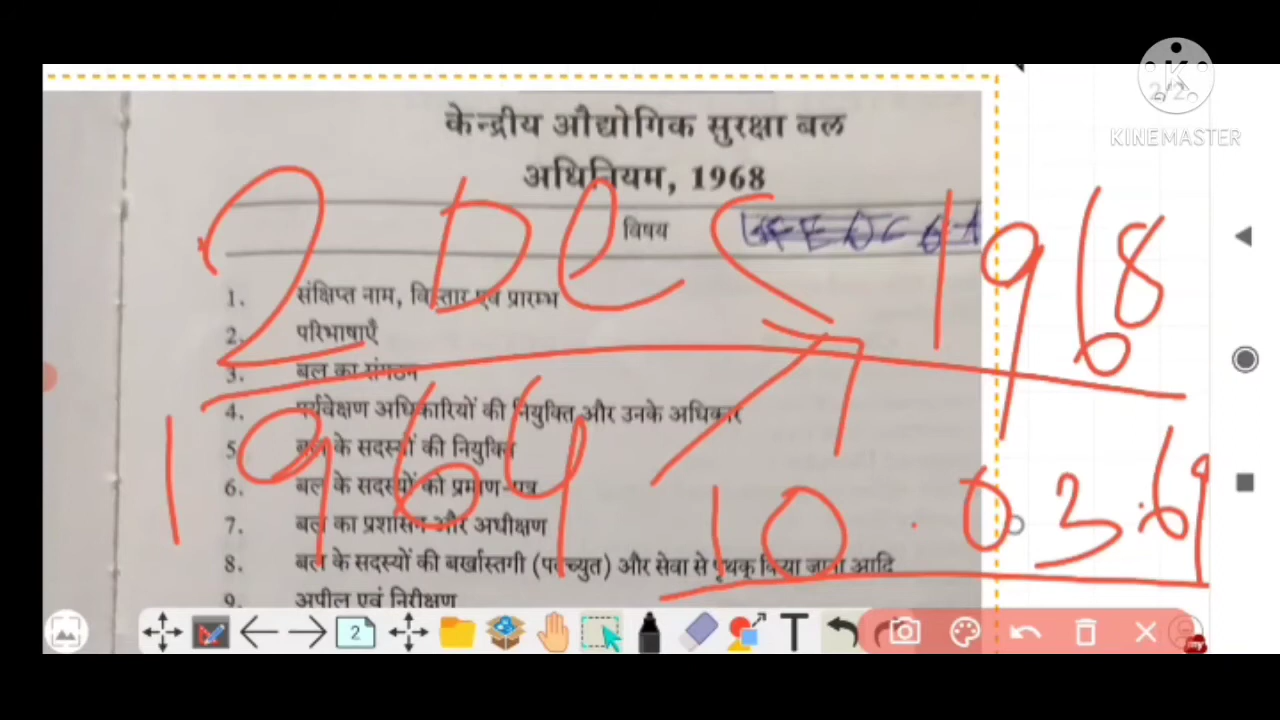 KINEMASTER
केन्द्रीय औद्योगिक सुरक्षा बल
अधिनियम, 1968
विषय
2 Dec 1968
1. संक्षिप्त नाम, विस्तार एवं प्रारम्भ
2. परिभाषाएँ
3. बल का संगठन
4. पर्यवेक्षण अधिकारियों की नियुक्ति और उनके अधिकार
5. बल के सदस्यों की नियुक्ति
6. बल के सदस्यों को प्रमाण-पत्र
7. बल का प्रशासन और अधीक्षण
8. बल के सदस्यों की बर्खास्तगी (पदच्युत) और सेवा से पृथक् किया जाना आदि
9. अपील एवं निरीक्षण
1969
10.03.69
2
T